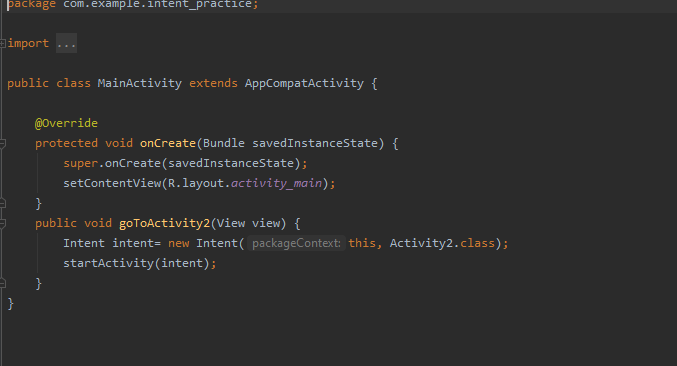 package com.example.intent_practice;
import ...
public class MainActivity extends AppCompatActivity {
@Override
protected void onCreate(Bundle savedInstanceState) {
super.onCreate(savedInstanceState);
setContentView(R.layout.activity_main);
}
public void goToActivity2(View view) {
Intent intent= new Intent( packageContext: this, Activity2.class);
startActivity(intent);
}
}